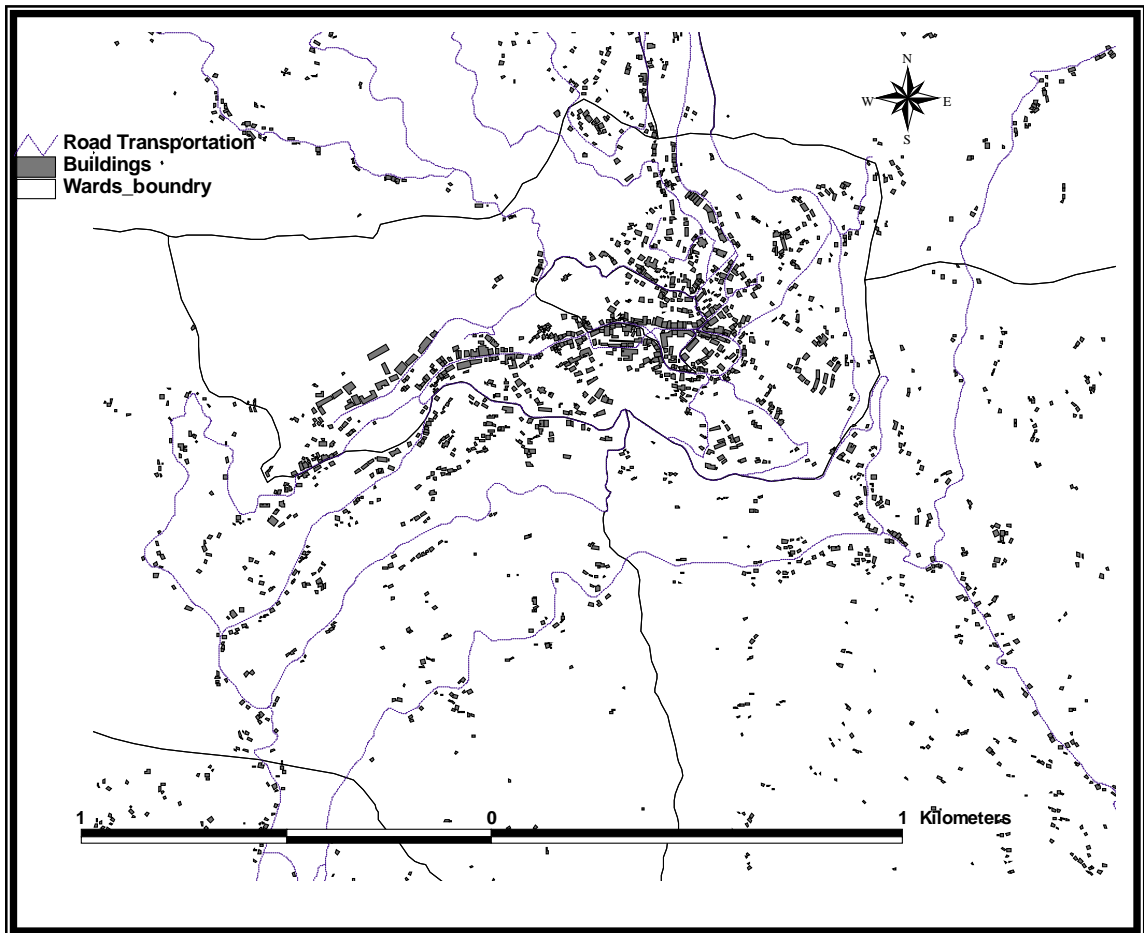 N
W E
S
Road Transportation
Buildings
Wards_boundry
1 0 1 Kilometers